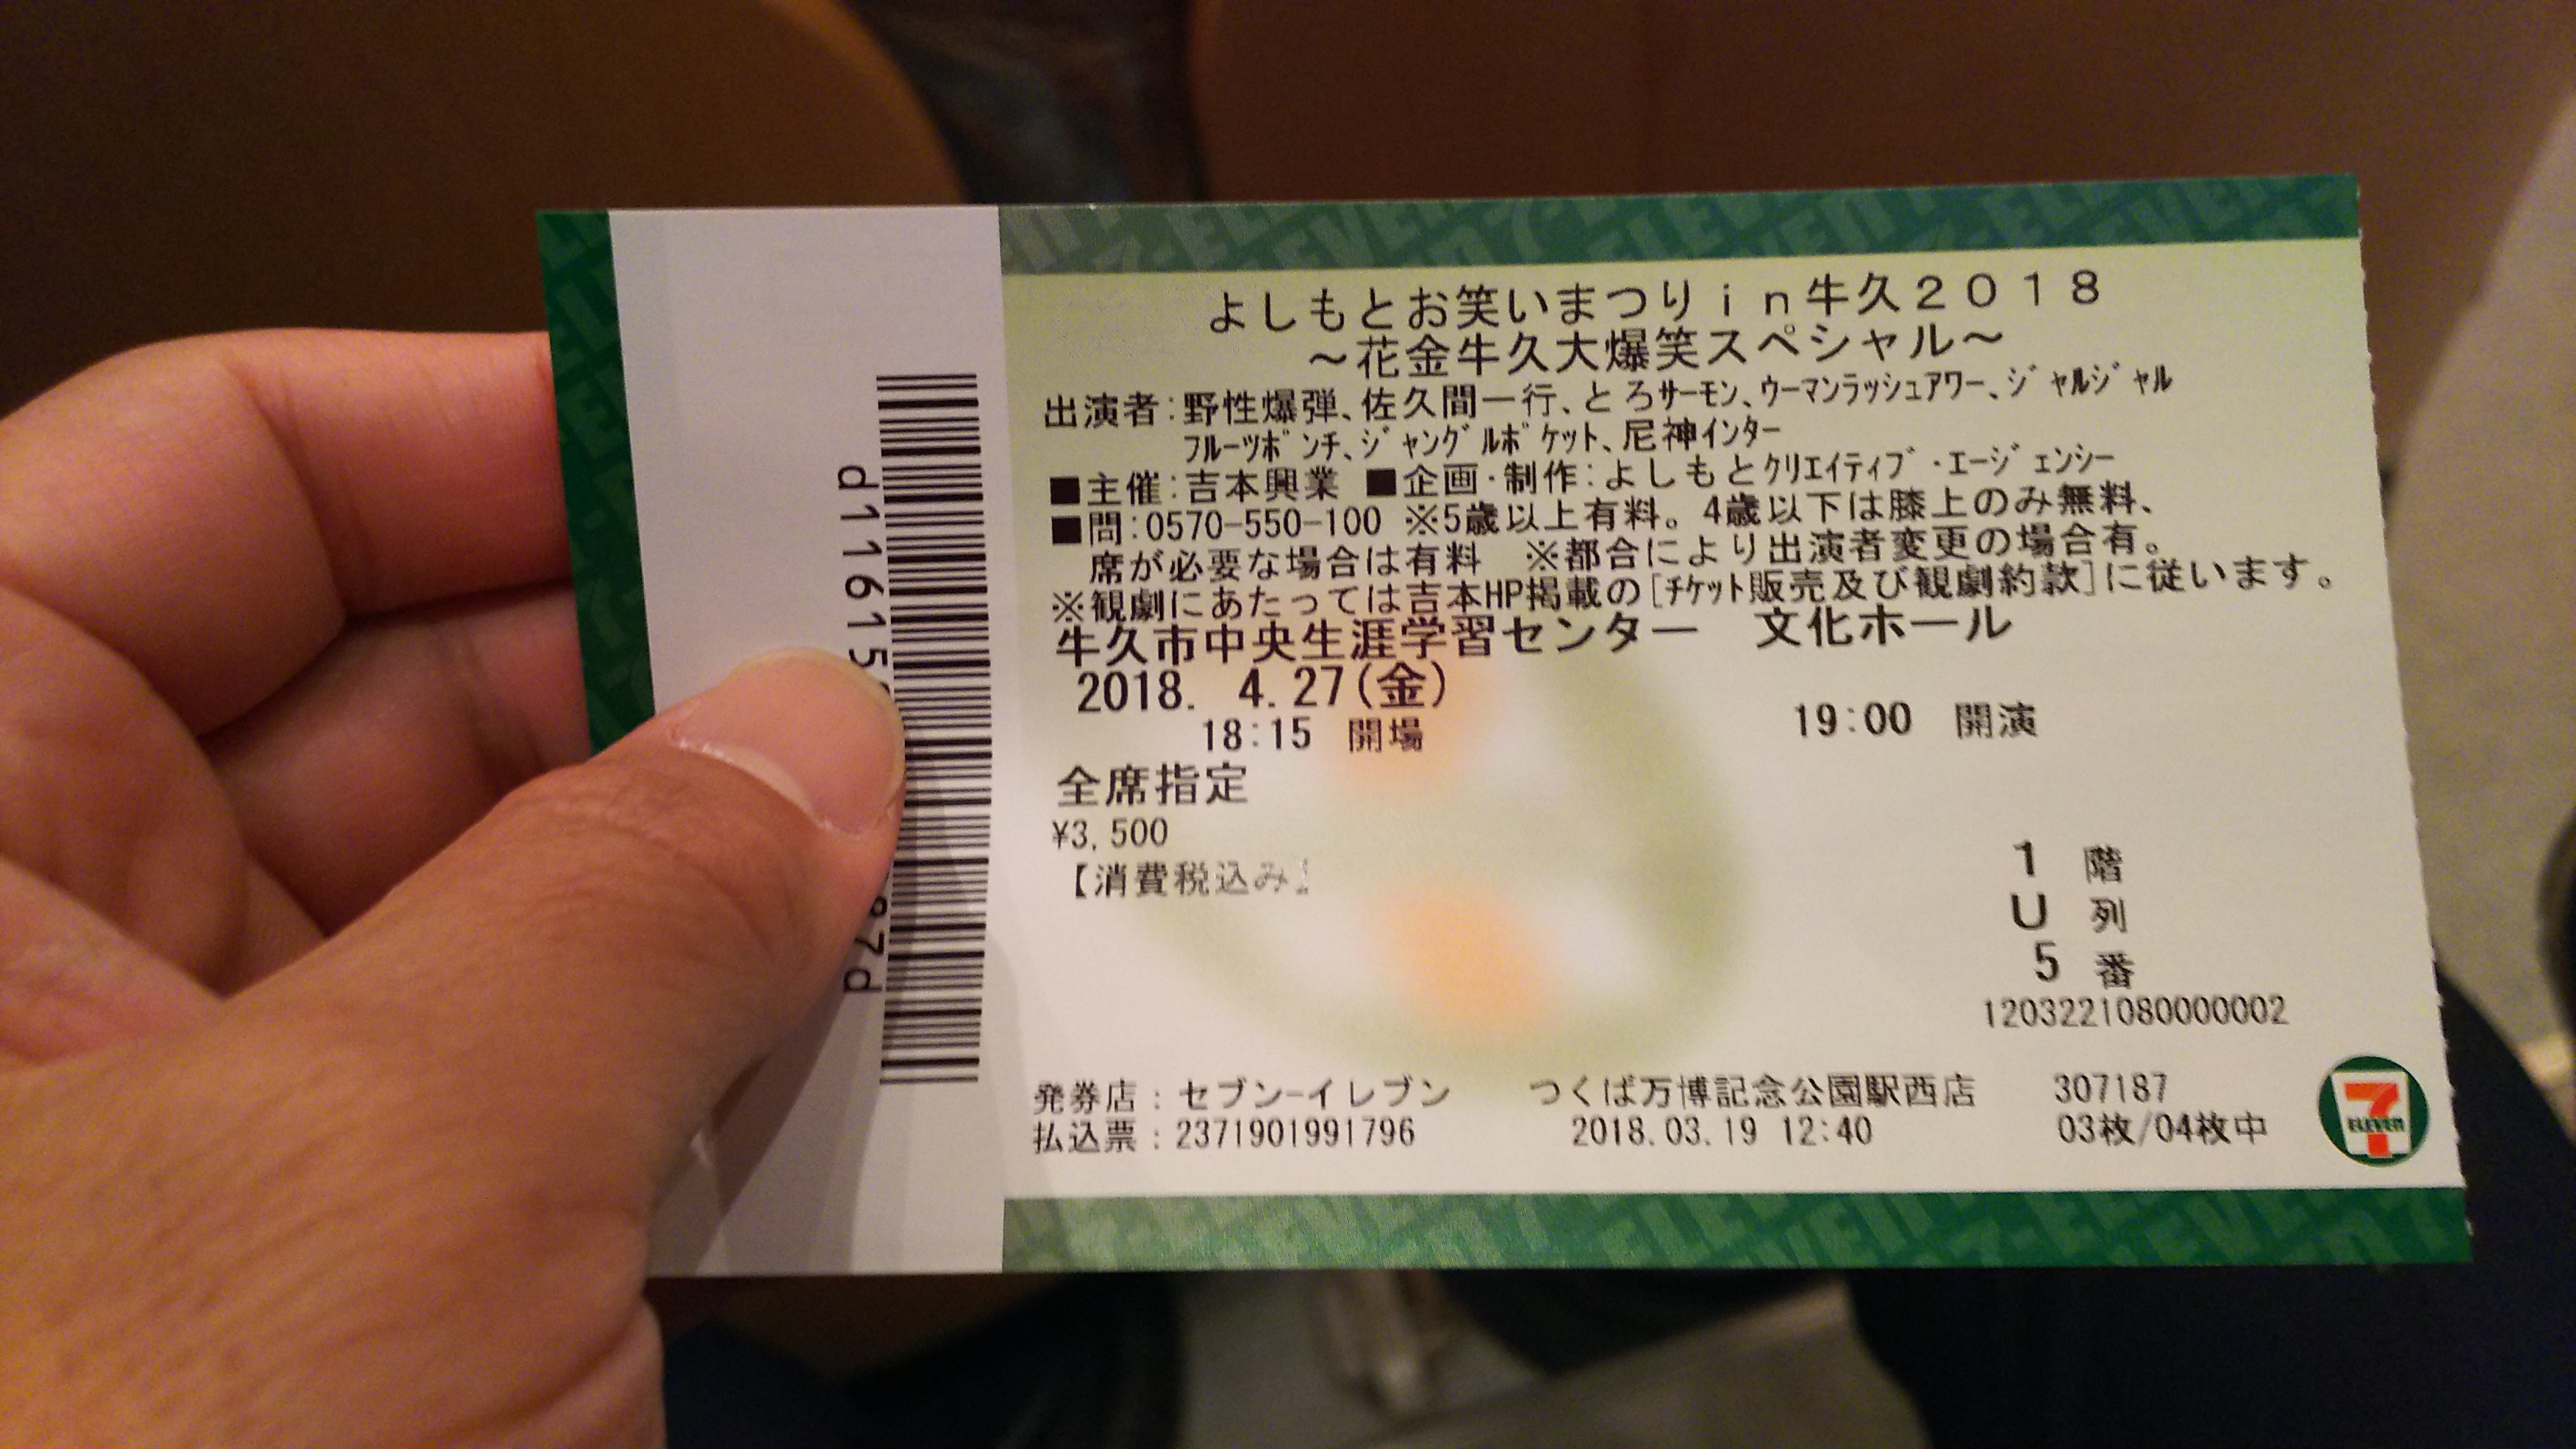 よしもとお笑いまつりin牛久2018
～花金牛久大爆笑スペシャル～
出演者:野性爆弾、佐久間一行、とろサーモン、ウーマンラッシュアワー、ジャルジャル
フルーツポンチ、ジャングルポケット、尼神インター
■主催:吉本興業 ■企画・制作:よしもとクリエイティブ・エージェンシー
■問:0570-550-100 ※5歳以上有料。4歳以下は膝上のみ無料、
席が必要な場合は有料 ※都合により出演者変更の場合有。
※観劇にあたっては吉本HP掲載の[チケット販売及び観劇約款]に従います。
牛久市中央生涯学習センター 文化ホール
2018. 4.27(金)
18:15 開場 19:00 開演
全席指定
¥3,500
【消費税込み】
1 階
U 列
5 番
1203221080000002
発券店:セブン-イレブン つくば万博記念公園駅西店 307187
払込票:2371901991796 2018.03.19 12:40 03枚/04枚中
7 ELEVEN